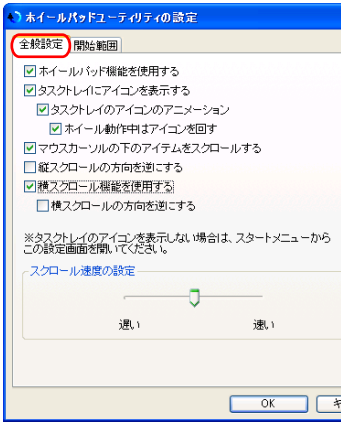 ホイールパッドユーティリティの設定
全般設定 開始範囲
ホイールパッド機能を使用する
タスクトレイにアイコンを表示する
タスクトレイのアイコンのアニメーション
ホイール動作中はアイコンを回す
マウスカーソルの下のアイテムをスクロールする
縦スクロールの方向を逆にする
横スクロール機能を使用する
横スクロールの方向を逆にする
※タスクトレイのアイコンを表示しない場合は、スタートメニューから
この設定画面を開いてください。
スクロール速度の設定
遅い 速い
OK キ